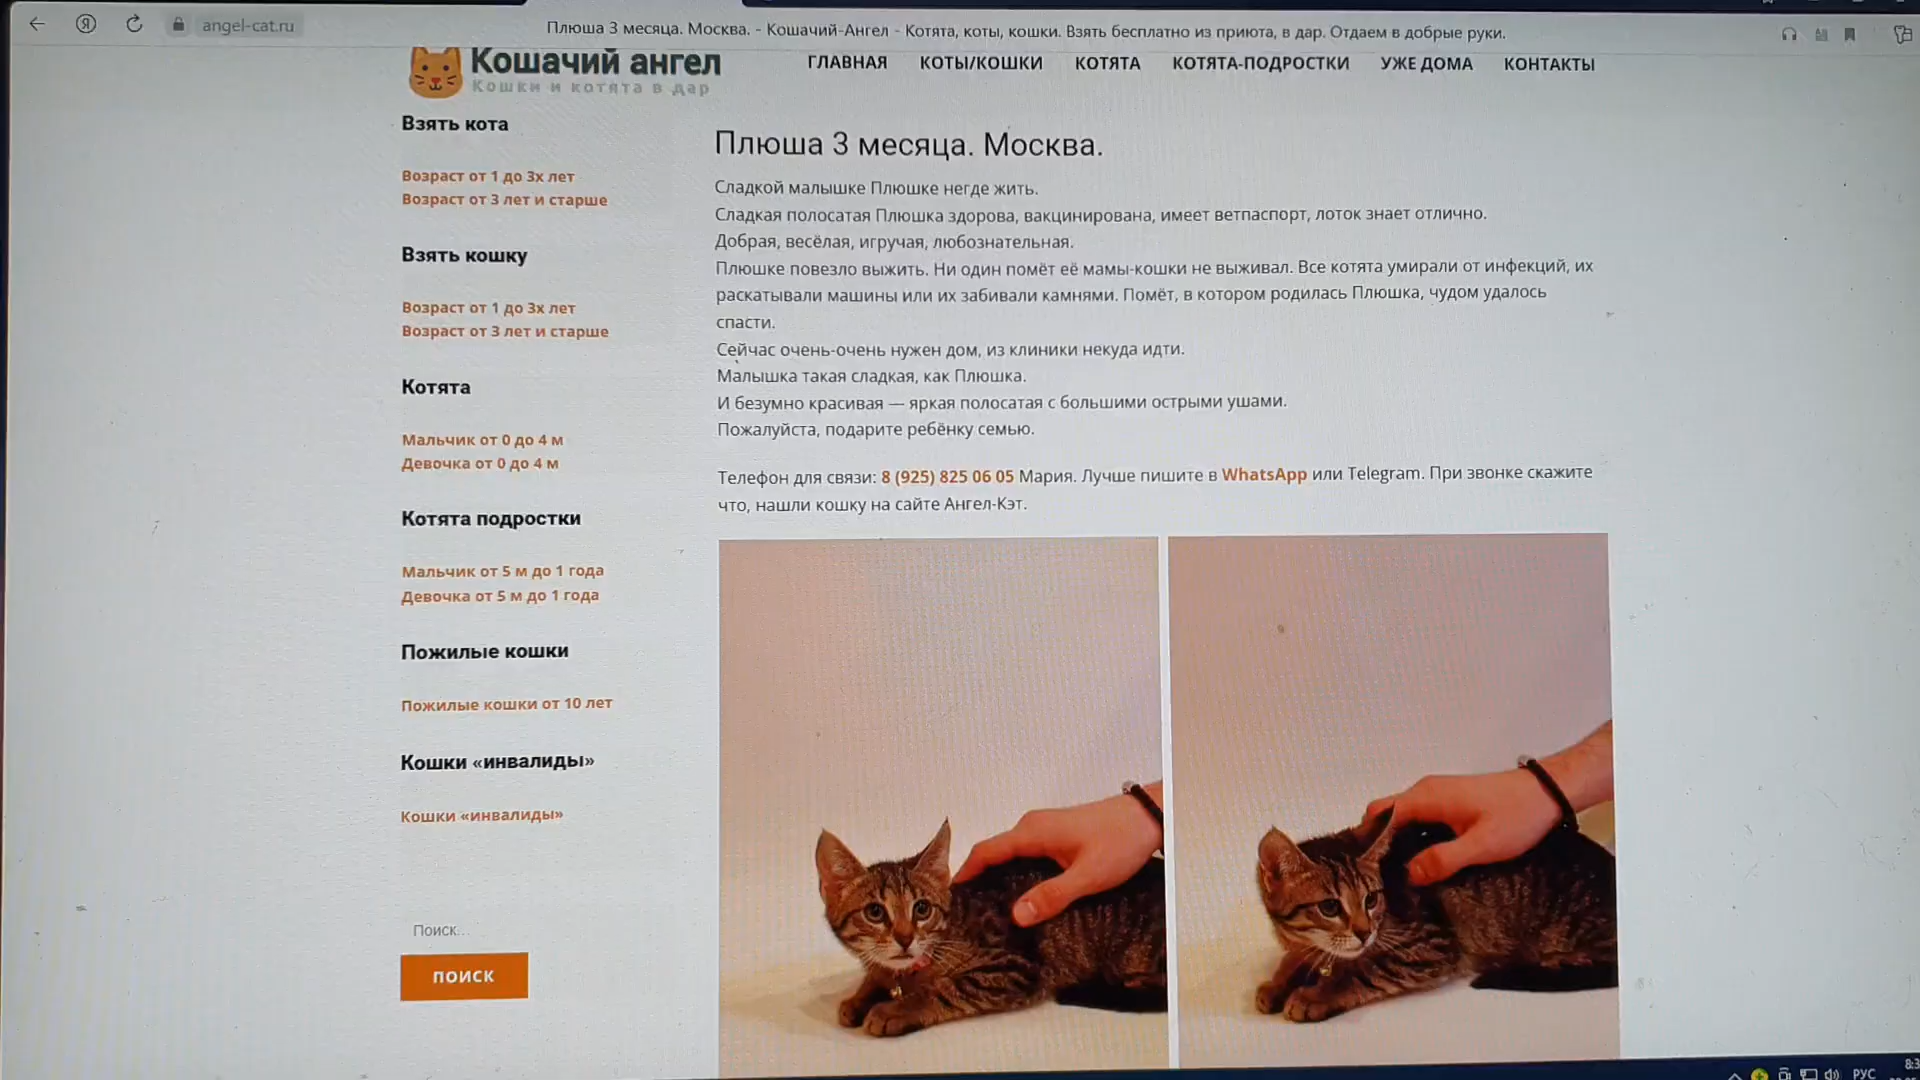 angel-cat.ru
Плюша 3 месяца. Москва. - Кошачий-Ангел - Котята, коты, кошки. Взять бесплатно из приюта, в дар. Отдаем в добрые руки.
Кошачий ангел
Кошки и котята в дар
ГЛАВНАЯ КОТЫ/КОШКИ КОТЯТА КОТЯТА-ПОДРОСТКИ УЖЕ ДОМА КОНТАКТЫ
Взять кота
Возраст от 1 до 3х лет
Возраст от 3 лет и старше
Взять кошку
Возраст от 1 до 3х лет
Возраст от 3 лет и старше
Котята
Мальчик от 0 до 4 м
Девочка от 0 до 4 м
Котята подростки
Мальчик от 5 м до 1 года
Девочка от 5 м до 1 года
Пожилые кошки
Пожилые кошки от 10 лет
Кошки «инвалиды»
Кошки «инвалиды»
Поиск...
ПОИСК
Плюша 3 месяца. Москва.
Сладкой малышке Плюшке негде жить.
Сладкая полосатая Плюшка здорова, вакцинирована, имеет ветпаспорт, лоток знает отлично.
Добрая, весёлая, игручая, любознательная.
Плюшке повезло выжить. Ни один помёт её мамы-кошки не выживал. Все котята умирали от инфекций, их
раскатывали машины или их забивали камнями. Помёт, в котором родилась Плюшка, чудом удалось
спасти.
Сейчас очень-очень нужен дом, из клиники некуда идти.
Малышка такая сладкая, как Плюшка.
И безумно красивая — яркая полосатая с большими острыми ушами.
Пожалуйста, подарите ребёнку семью.
Телефон для связи: 8 (925) 825 06 05 Мария. Лучше пишите в WhatsApp или Telegram. При звонке скажите
что, нашли кошку на сайте Ангел-Кэт.
РУС